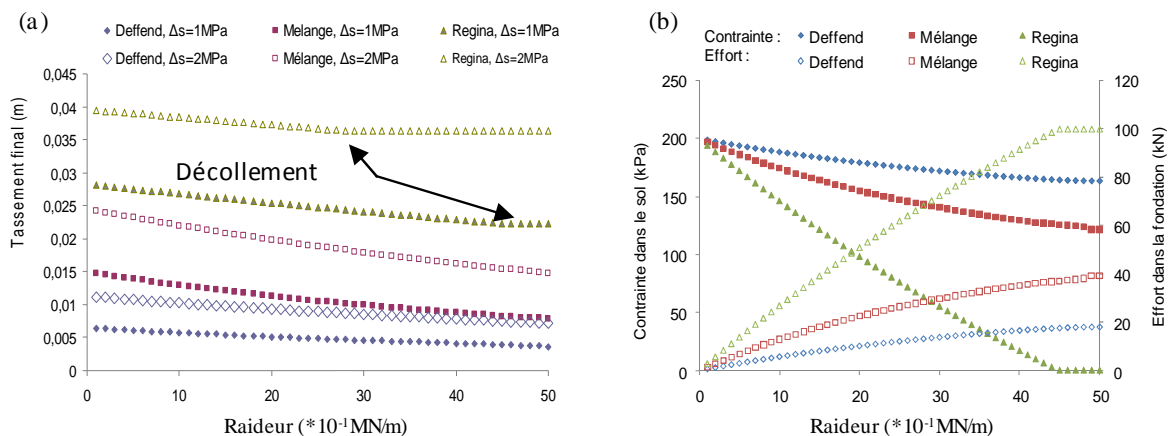 (a)
Deffend, Δs=1MPa
Melange, Δs=1MPa
Regina, Δs=1MPa
Deffend, Δs=2MPa
Mélange, Δs=2MPa
Regina, Δs=2MPa
Tassement final (m)
0,045
0,04
0,035
0,03
0,025
0,02
0,015
0,01
0,005
0
Décollement
0 10 20 30 40 50
Raideur (*10⁻¹MN/m)
(b)
Contrainte : Deffend Mélange Regina
Effort : Deffend Mélange Regina
Contrainte dans le sol (kPa)
250
200
150
100
50
0
120
100
80
60
40
20
0
Effort dans la fondation (kN)
0 10 20 30 40 50
Raideur (*10⁻¹MN/m)